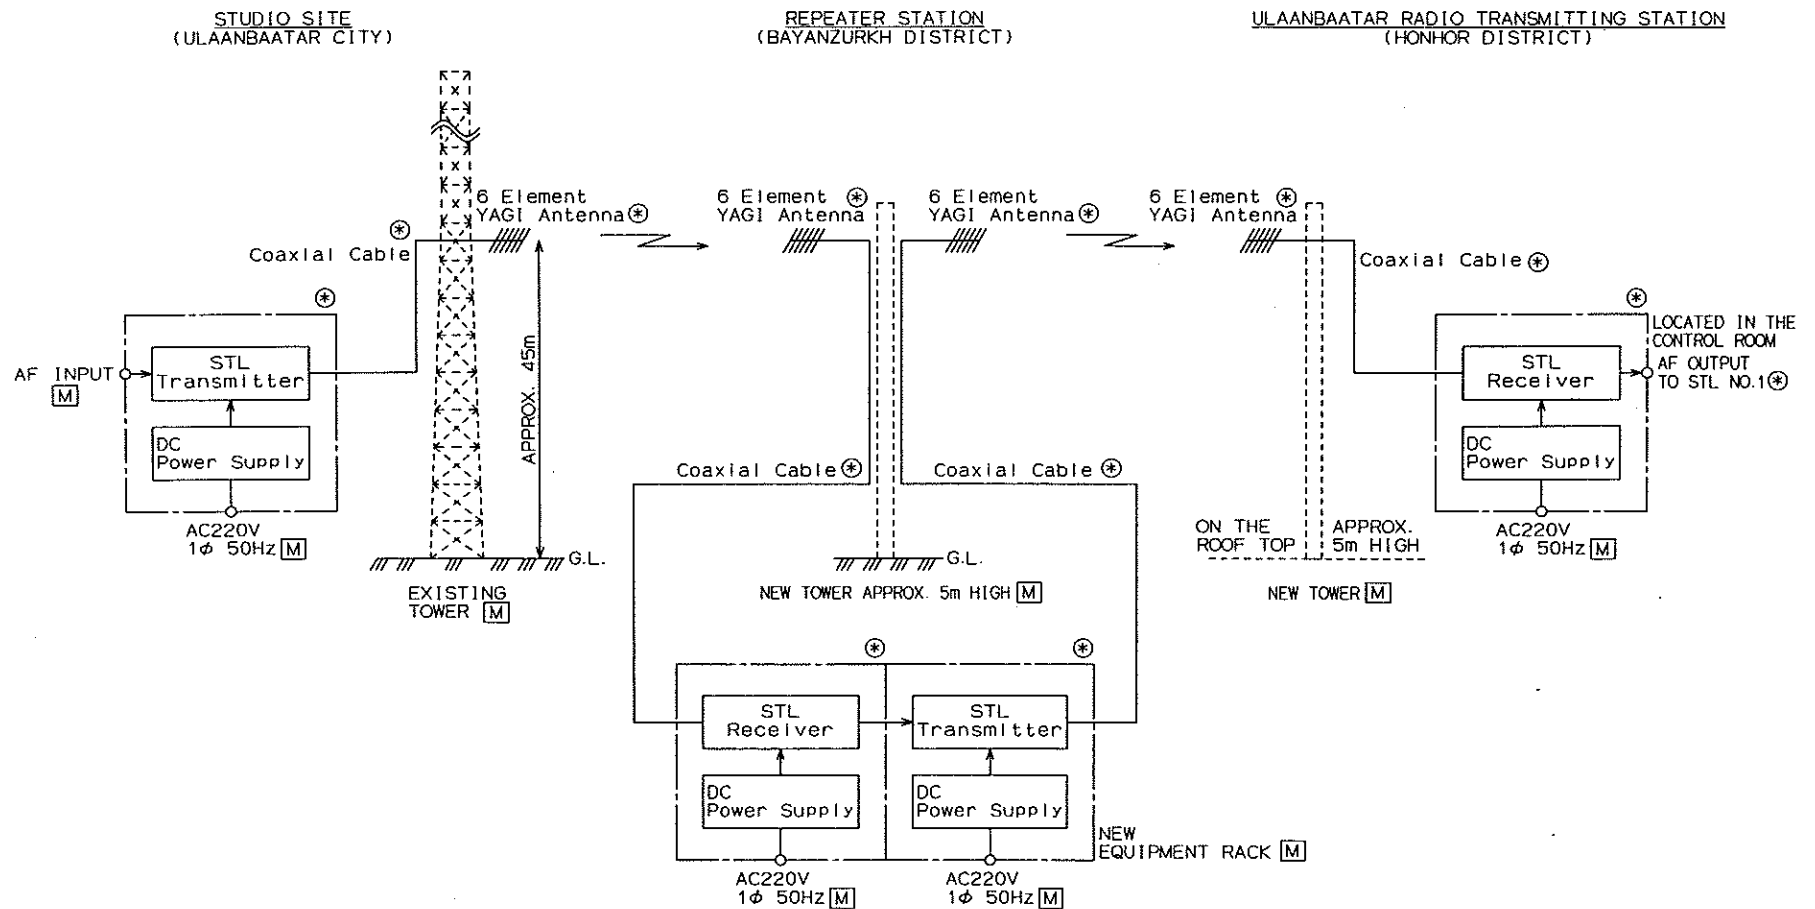 STUDIO SITE
(ULAANBAATAR CITY)
REPEATER STATION
(BAYANZURKH DISTRICT)
ULAANBAATAR RADIO TRANSMITTING STATION
(HONHOR DISTRICT)
6 Element
YAGI Antenna ⊛
6 Element ⊛
YAGI Antenna
6 Element
YAGI Antenna ⊛
6 Element ⊛
YAGI Antenna
⊛
Coaxial Cable
Coaxial Cable ⊛
⊛
AF INPUT
M
STL
Transmitter
DC
Power Supply
AC220V
1φ 50Hz M
APPROX. 45m
G.L.
EXISTING
TOWER M
Coaxial Cable ⊛
Coaxial Cable ⊛
G.L.
NEW TOWER APPROX. 5m HIGH M
ON THE
ROOF TOP
APPROX.
5m HIGH
NEW TOWER M
⊛
LOCATED IN THE
CONTROL ROOM
AF OUTPUT
TO STL NO.1 ⊛
STL
Receiver
DC
Power Supply
AC220V
1φ 50Hz M
⊛
⊛
STL
Receiver
STL
Transmitter
DC
Power Supply
DC
Power Supply
NEW
EQUIPMENT RACK M
AC220V
1φ 50Hz M
AC220V
1φ 50Hz M